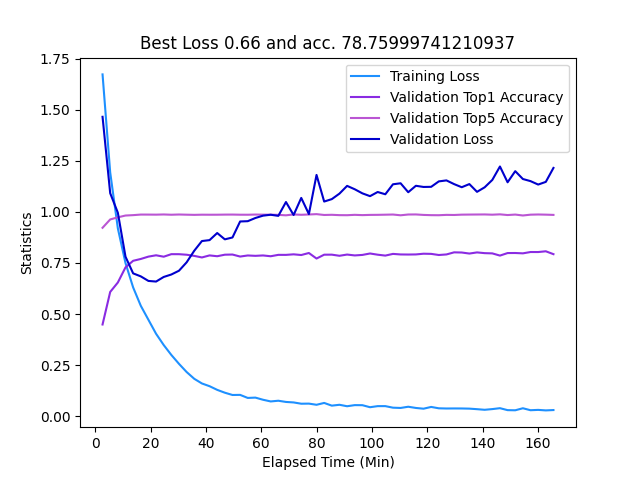 Best Loss 0.66 and acc. 78.75999741210937
1.75
1.50
1.25
1.00
0.75
0.50
0.25
0.00
Statistics
Training Loss
Validation Top1 Accuracy
Validation Top5 Accuracy
Validation Loss
0 20 40 60 80 100 120 140 160
Elapsed Time (Min)